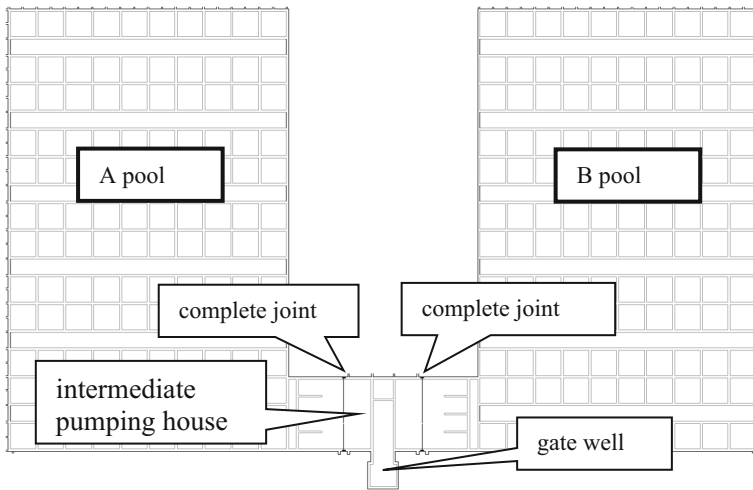 A pool
B pool
complete joint
complete joint
intermediate
pumping house
gate well